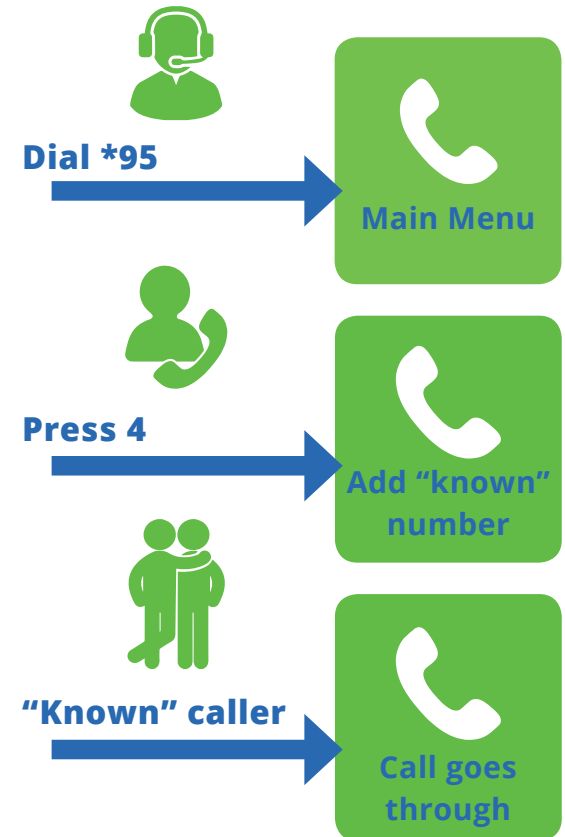 Dial *95
Main Menu
Press 4
Add “known”
number
“Known” caller
Call goes
through